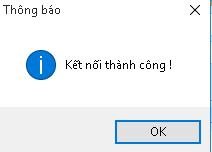 Thông báo
Kết nối thành công !
OK